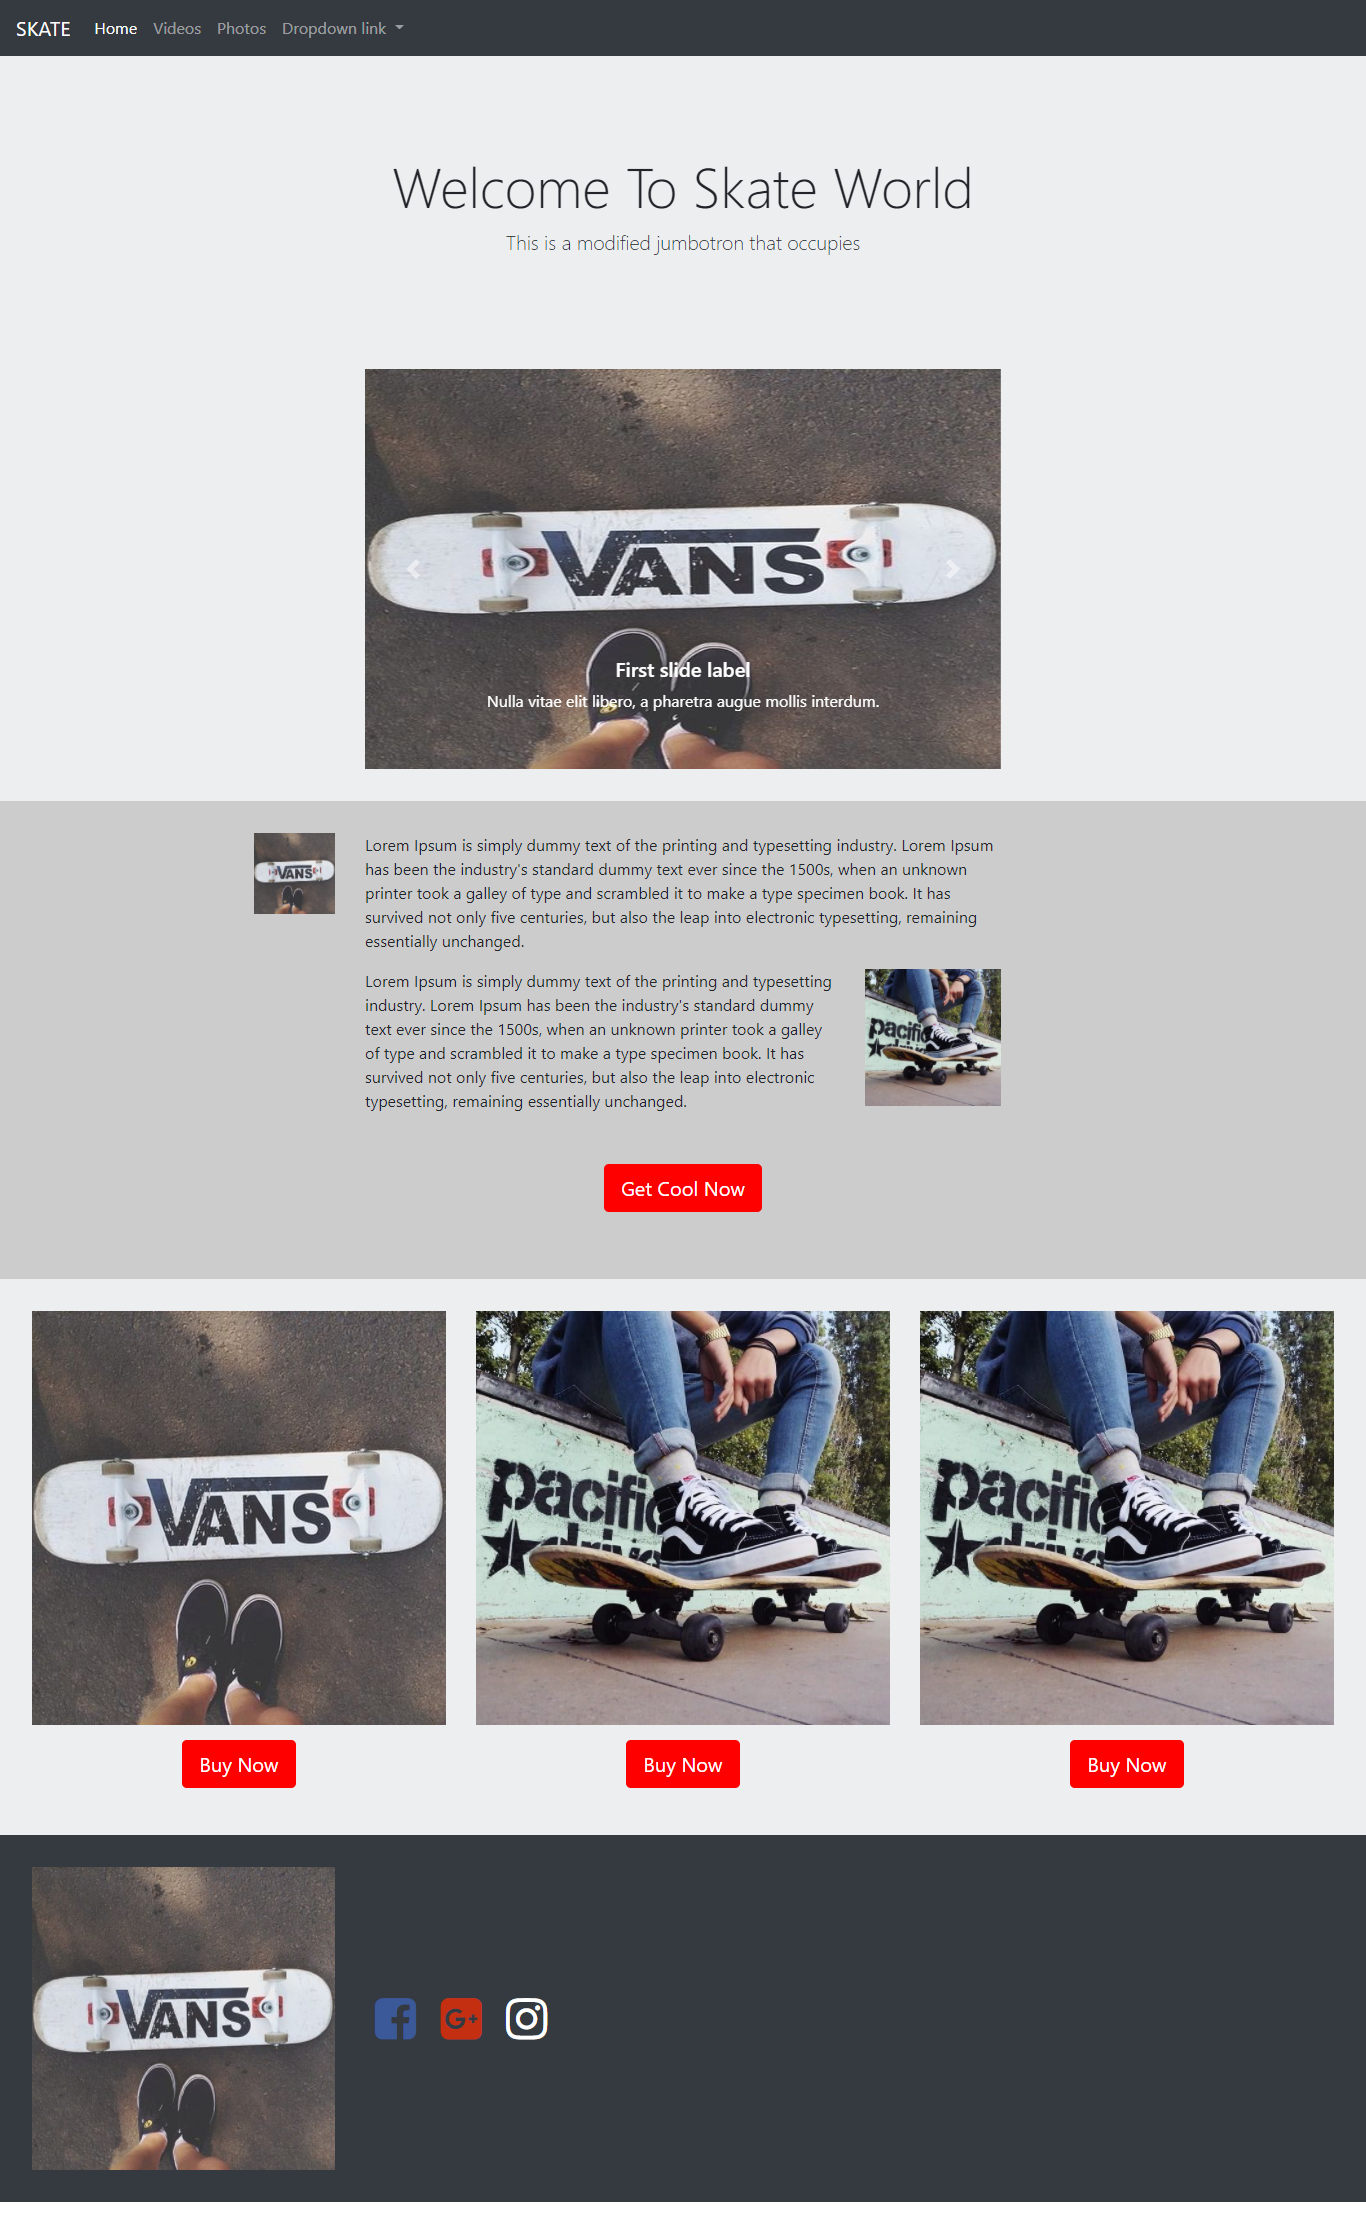 SKATE Home Videos Photos Dropdown link
Welcome To Skate World
This is a modified jumbotron that occupies
VANS
First slide label
Nulla vitae elit libero, a pharetra augue mollis interdum.
VANS
Lorem Ipsum is simply dummy text of the printing and typesetting industry. Lorem Ipsum
has been the industry's standard dummy text ever since the 1500s, when an unknown
printer took a galley of type and scrambled it to make a type specimen book. It has
survived not only five centuries, but also the leap into electronic typesetting, remaining
essentially unchanged.
Lorem Ipsum is simply dummy text of the printing and typesetting
industry. Lorem Ipsum has been the industry's standard dummy
text ever since the 1500s, when an unknown printer took a galley
of type and scrambled it to make a type specimen book. It has
survived not only five centuries, but also the leap into electronic
typesetting, remaining essentially unchanged.
pacific
drive
Get Cool Now
VANS
pacific
drive
pacific
drive
Buy Now
Buy Now
Buy Now
VANS
G+